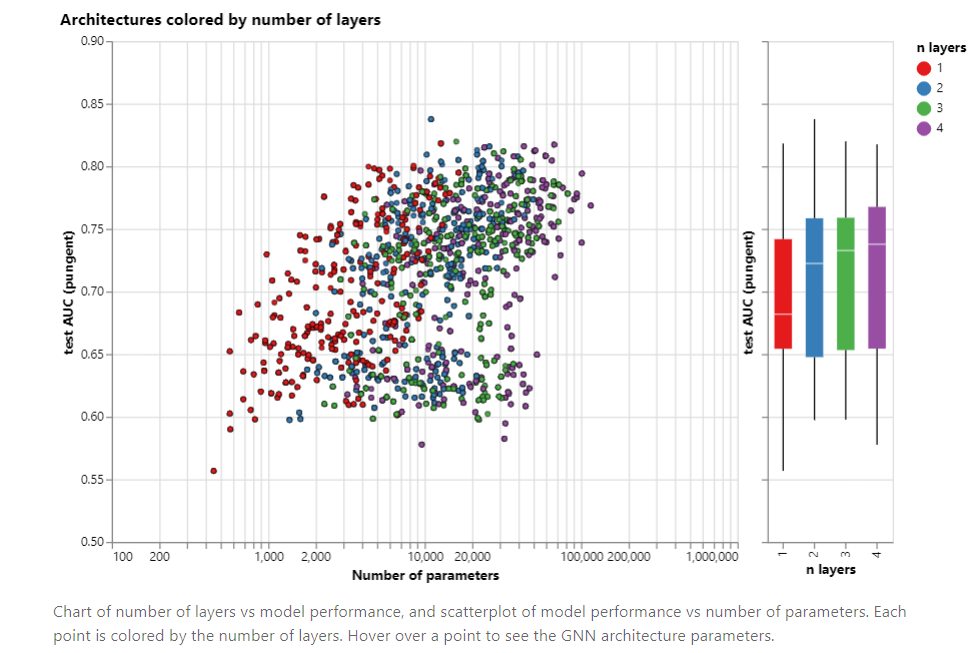 Architectures colored by number of layers
0.90
0.85
0.80
0.75
0.70
0.65
0.60
0.55
0.50
test AUC (pungent)
100 200 1,000 2,000 10,000 20,000 100,000 200,000 1,000,000
Number of parameters
test AUC (pungent)
1 2 3 4
n layers
n layers
1
2
3
4
Chart of number of layers vs model performance, and scatterplot of model performance vs number of parameters. Each
point is colored by the number of layers. Hover over a point to see the GNN architecture parameters.